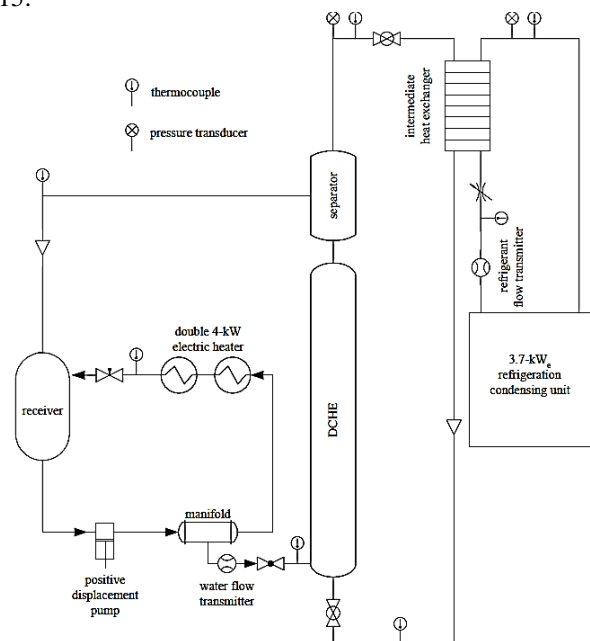 15.
thermocouple
pressure transducer
intermediate
heat exchanger
separator
refrigerant
flow transmitter
double 4-kW
electric heater
3.7-kWe
refrigeration
condensing unit
receiver
DCHE
manifold
positive
displacement
pump
water flow
transmitter